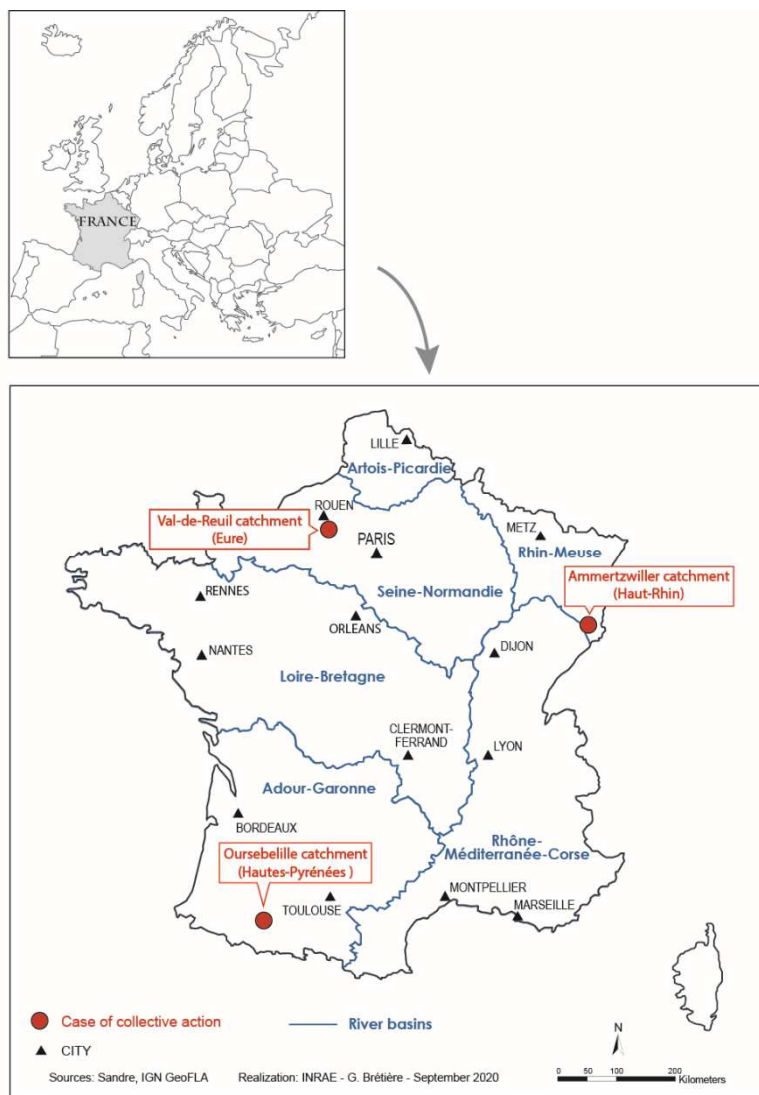 FRANCE
LILLE
Artois-Picardie
ROUEN
Val-de-Reuil catchment
(Eure)
PARIS
METZ
Rhin-Meuse
Ammertzwiller catchment
(Haut-Rhin)
RENNES
Seine-Normandie
ORLEANS
NANTES
DIJON
Loire-Bretagne
CLERMONT-
FERRAND
LYON
Adour-Garonne
BORDEAUX
Rhône-
Méditerranée-Corse
Oursebelille catchment
(Hautes-Pyrénées )
TOULOUSE
MONTPELLIER
MARSEILLE
Case of collective action
River basins
CITY
N
Sources: Sandre, IGN GeoFLA Realization: INRAE - G. Brétière - September 2020
0 50 100 200
Kilometers